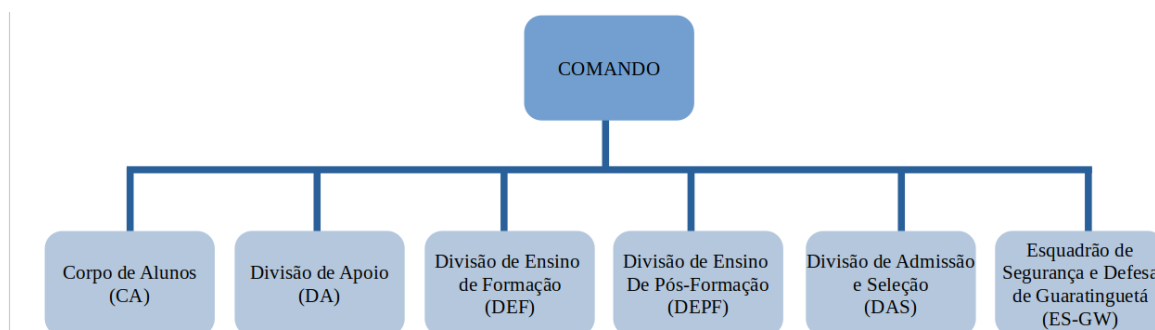 COMANDO
Corpo de Alunos
(CA)
Divisão de Apoio
(DA)
Divisão de Ensino
de Formação
(DEF)
Divisão de Ensino
De Pós-Formação
(DEPF)
Divisão de Admissão
e Seleção
(DAS)
Esquadrão de
Segurança e Defesa
de Guaratinguetá
(ES-GW)